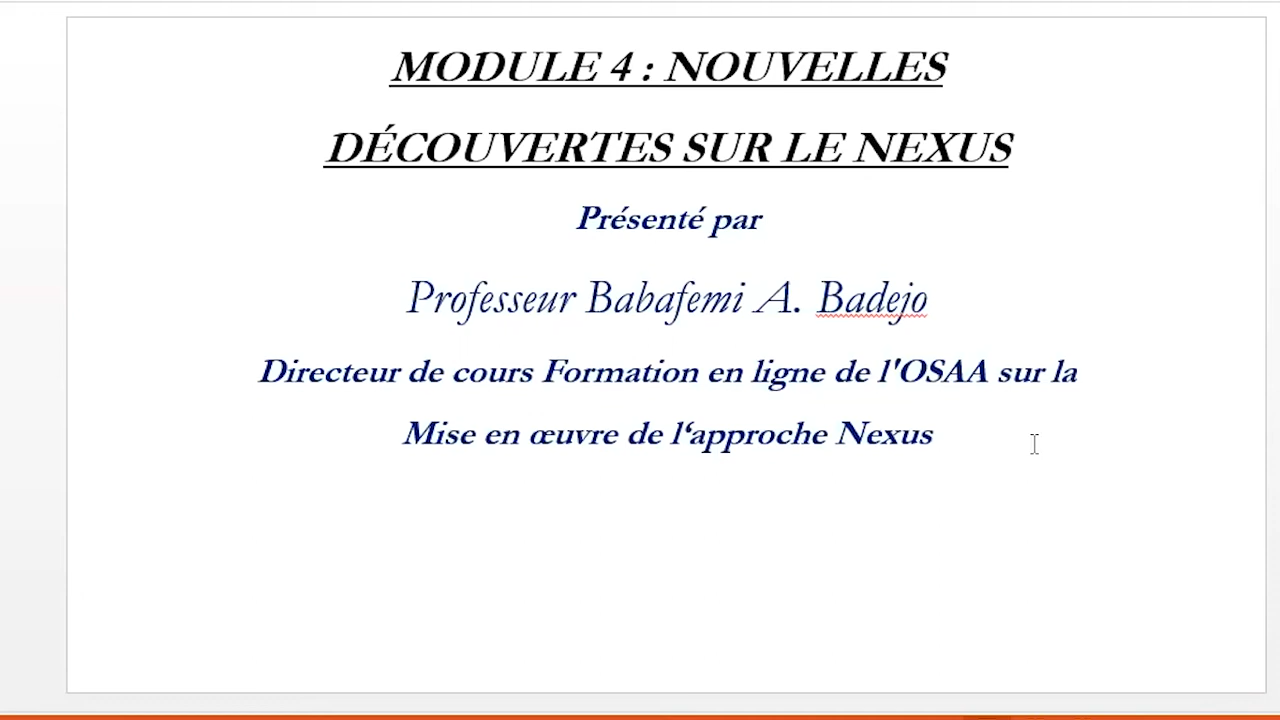 MODULE 4 : NOUVELLES
DÉCOUVERTES SUR LE NEXUS
Présenté par
Professeur Babafemi A. Badejo
Directeur de cours Formation en ligne de l'OSAA sur la
Mise en œuvre de l‘approche Nexus